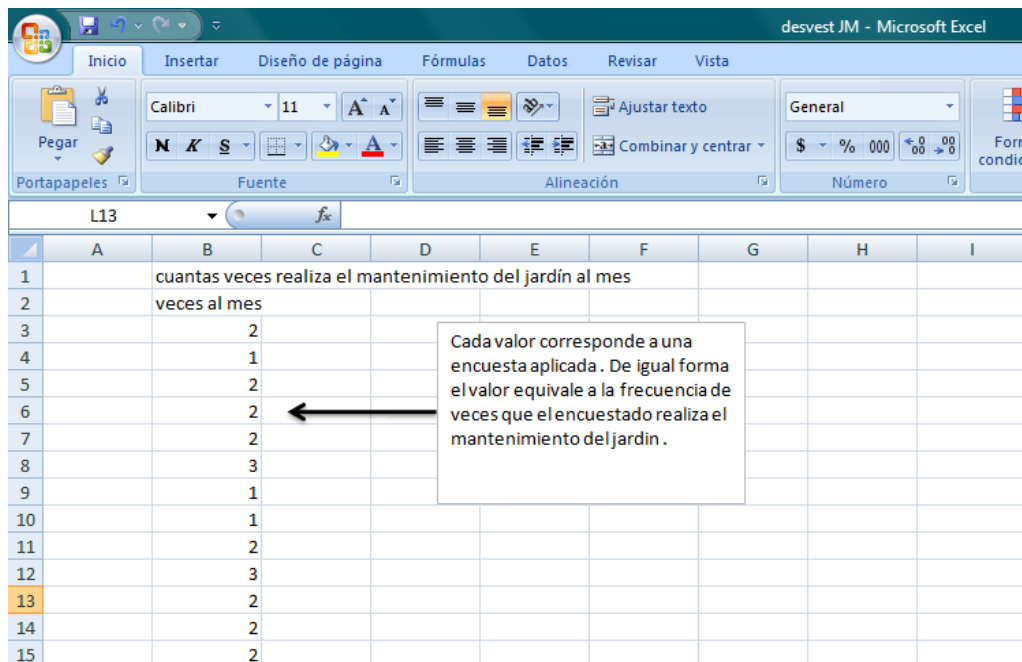 desvest JM - Microsoft Excel
Inicio Insertar Diseño de página Fórmulas Datos Revisar Vista
Pegar
Calibri 11 A A
Ajustar texto
General
N K S A
Combinar y centrar
$ % 000 ,0 ,00 ,00 ,0
Portapapeles Fuente Alineación Número
L13 fx
A B C D E F G H I
1 cuantas veces realiza el mantenimiento del jardín al mes
2 veces al mes
3 2
4 1
5 2
6 2
7 2
8 3
9 1
10 1
11 2
12 3
13 2
14 2
15 2
Cada valor corresponde a una
encuesta aplicada . De igual forma
el valor equivale a la frecuencia de
veces que el encuestado realiza el
mantenimiento del jardin .